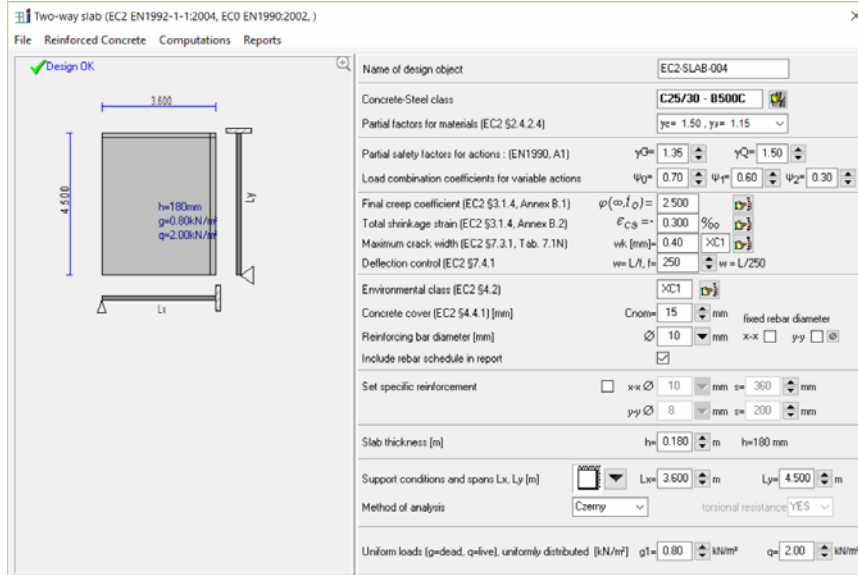 Two-way slab (EC2 EN1992-1-1:2004, EC0 EN1990:2002, )
File Reinforced Concrete Computations Reports
Design OK
3.600
4.500
h=180mm
g=0.80kN/m²
q=2.00kN/m²
Ly
Lx
Name of design object EC2-SLAB-004
Concrete-Steel class C25/30 - B500C
Partial factors for materials (EC2 §2.4.2.4) γc= 1.50 , γs= 1.15
Partial safety factors for actions : (EN1990, A1) γG= 1.35 γQ= 1.50
Load combination coefficients for variable actions Ψ0= 0.70 Ψ1= 0.60 Ψ2= 0.30
Final creep coefficient (EC2 §3.1.4, Annex B.1) φ(∞,to)= 2.500
Total shrinkage strain (EC2 §3.1.4, Annex B.2) εcs =- 0.300 ‰
Maximum crack width (EC2 §7.3.1, Tab. 7.1N) wk [mm]= 0.40 XC1
Deflection control (EC2 §7.4.1 w= L/f, f= 250 w = L/250
Environmental class (EC2 §4.2) XC1
Concrete cover (EC2 §4.4.1) [mm] Cnom= 15 mm fixed rebar diameter
Reinforcing bar diameter [mm] Ø 10 mm x-x y-y Ø
Include rebar schedule in report
Set specific reinforcement x-x Ø 10 mm s= 360 mm
y-y Ø 8 mm s= 200 mm
Slab thickness [m] h= 0.180 m h=180 mm
Support conditions and spans Lx, Ly [m] Lx= 3.600 m Ly= 4.500 m
Method of analysis Czerny torsional resistance YES
Uniform loads (g=dead, q=live), uniformly distributed [kN/m²] g1= 0.80 kN/m² q= 2.00 kN/m²